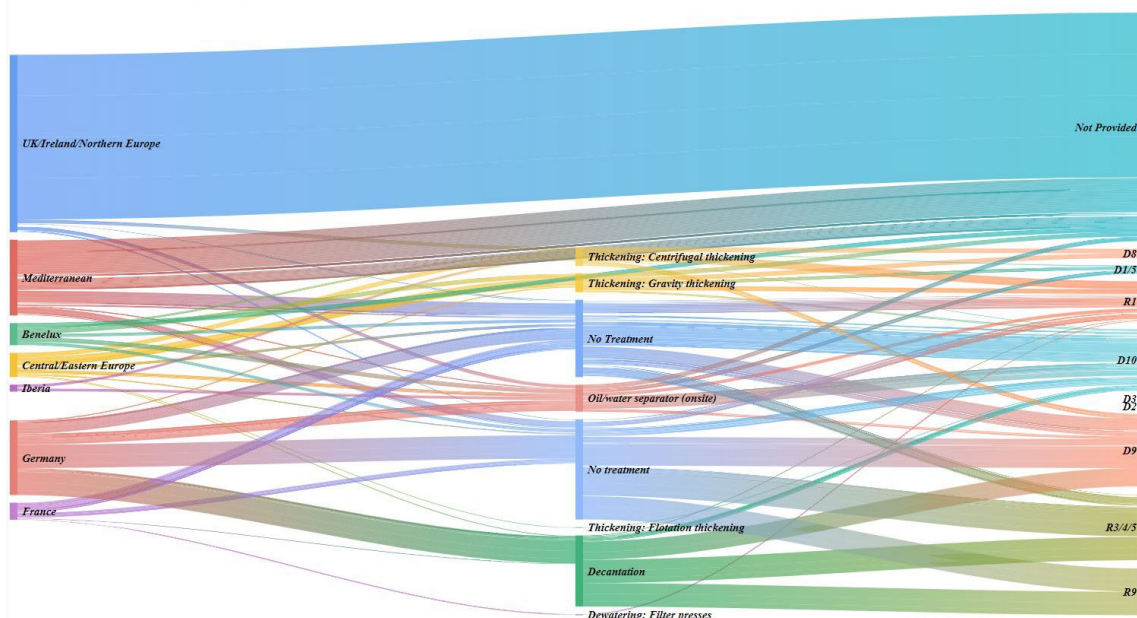 UK/Ireland/Northern Europe
Mediterranean
Benelux
Central/Eastern Europe
Iberia
Germany
France
Thickening: Centrifugal thickening
Thickening: Gravity thickening
No Treatment
Oil/water separator (onsite)
No treatment
Thickening: Flotation thickening
Decantation
Dewatering: Filter presses
Not Provided
D8
D1/5
R1
D10
D3
D2
D9
R3/4/5
R9